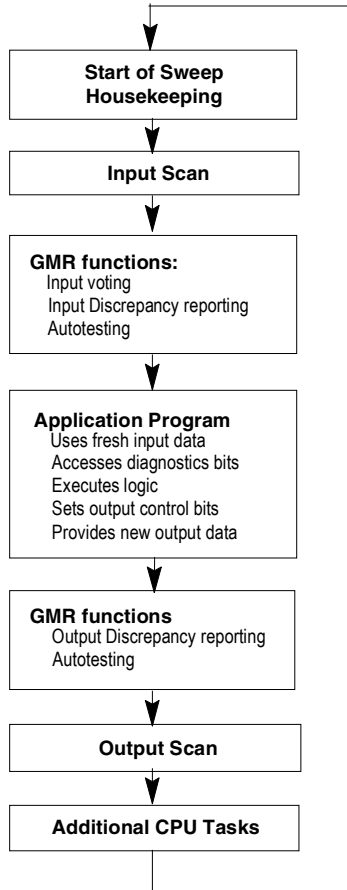 Start of Sweep
Housekeeping
Input Scan
GMR functions:
Input voting
Input Discrepancy reporting
Autotesting
Application Program
Uses fresh input data
Accesses diagnostics bits
Executes logic
Sets output control bits
Provides new output data
GMR functions
Output Discrepancy reporting
Autotesting
Output Scan
Additional CPU Tasks